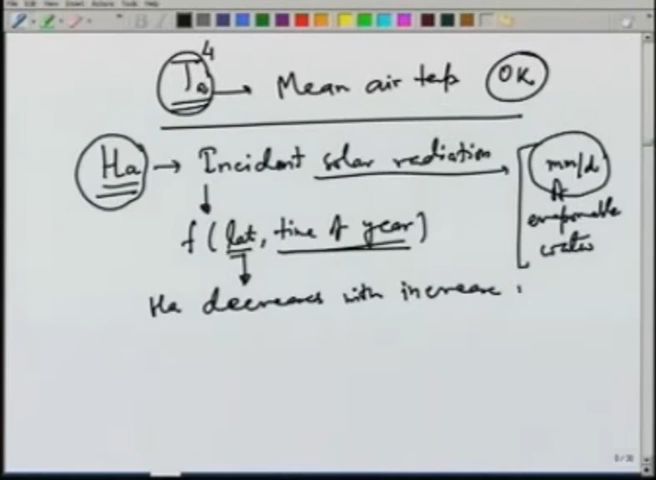 Ta⁴ → Mean air temp OK
Ha → Incident solar radiation → mm/d
of
evaporable
water
f(lat, time of year)
Ha decreases with increase